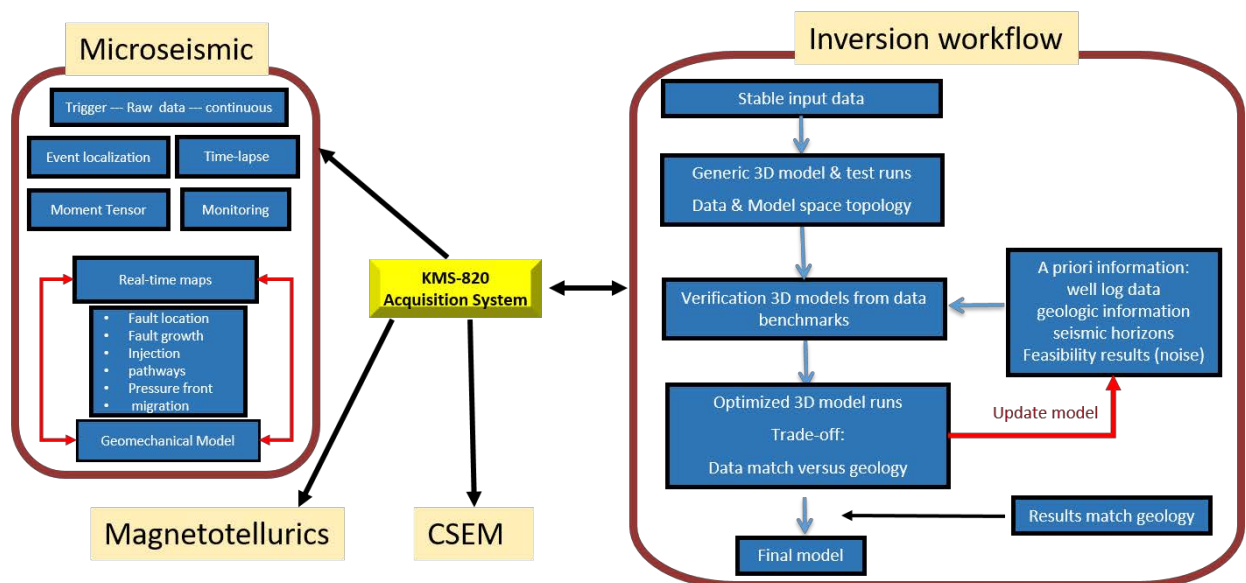 Microseismic
Trigger --- Raw data --- continuous
Event localization
Time-lapse
Moment Tensor
Monitoring
Real-time maps
• Fault location
• Fault growth
• Injection
• pathways
• Pressure front
• migration
Geomechanical Model
KMS-820
Acquisition System
Magnetotellurics
CSEM
Inversion workflow
Stable input data
Generic 3D model & test runs
Data & Model space topology
Verification 3D models from data
benchmarks
A priori information:
well log data
geologic information
seismic horizons
Feasibility results (noise)
Optimized 3D model runs
Trade-off:
Data match versus geology
Update model
Results match geology
Final model